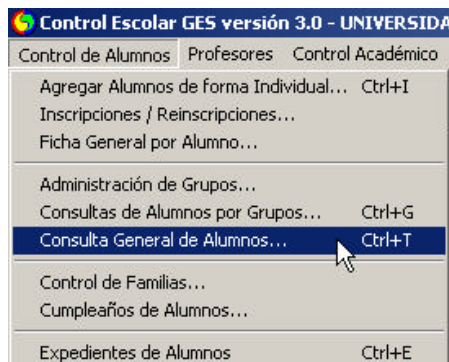 Control Escolar GES versión 3.0 - UNIVERSIDA
Control de Alumnos Profesores Control Académico
Agregar Alumnos de forma Individual... Ctrl+I
Inscripciones / Reinscripciones...
Ficha General por Alumno...
Administración de Grupos...
Consultas de Alumnos por Grupos... Ctrl+G
Consulta General de Alumnos... Ctrl+T
Control de Familias...
Cumpleaños de Alumnos...
Expedientes de Alumnos Ctrl+E